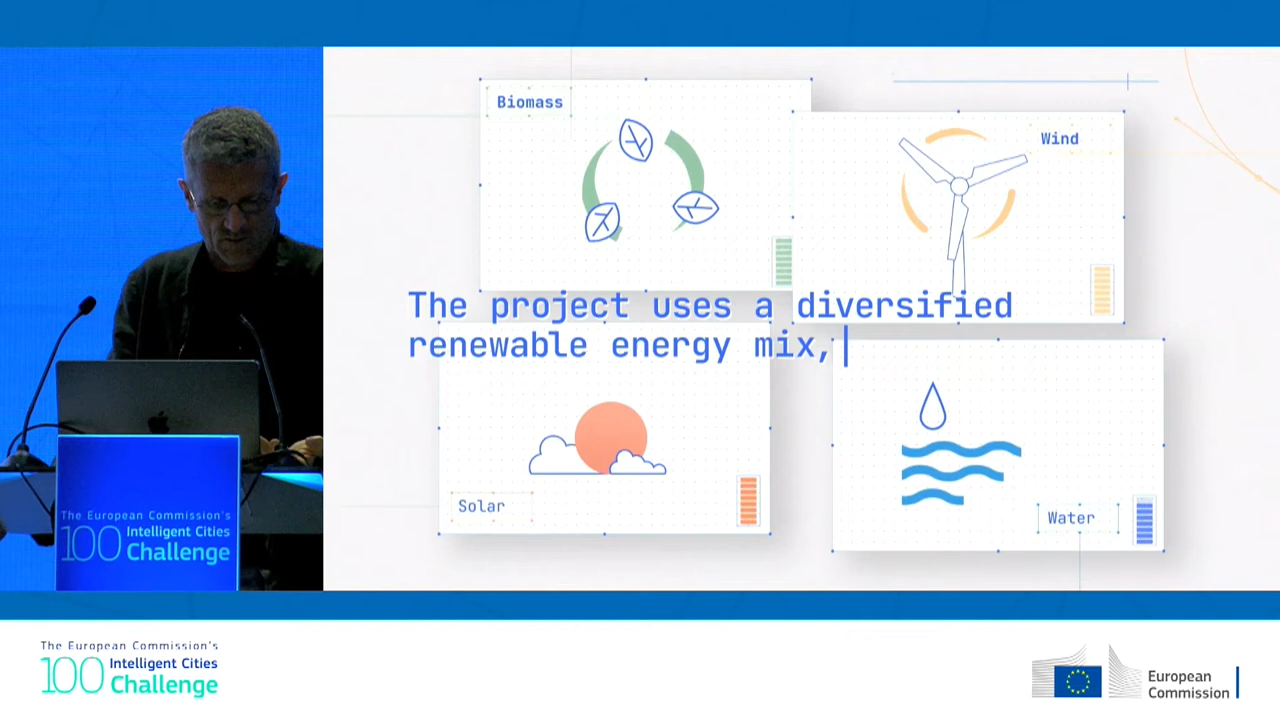 Biomass
Wind
The project uses a diversified
renewable energy mix,
Solar
Water
The European Commission's
100 Intelligent Cities
Challenge
The European Commission's
100 Intelligent Cities
Challenge
European
Commission